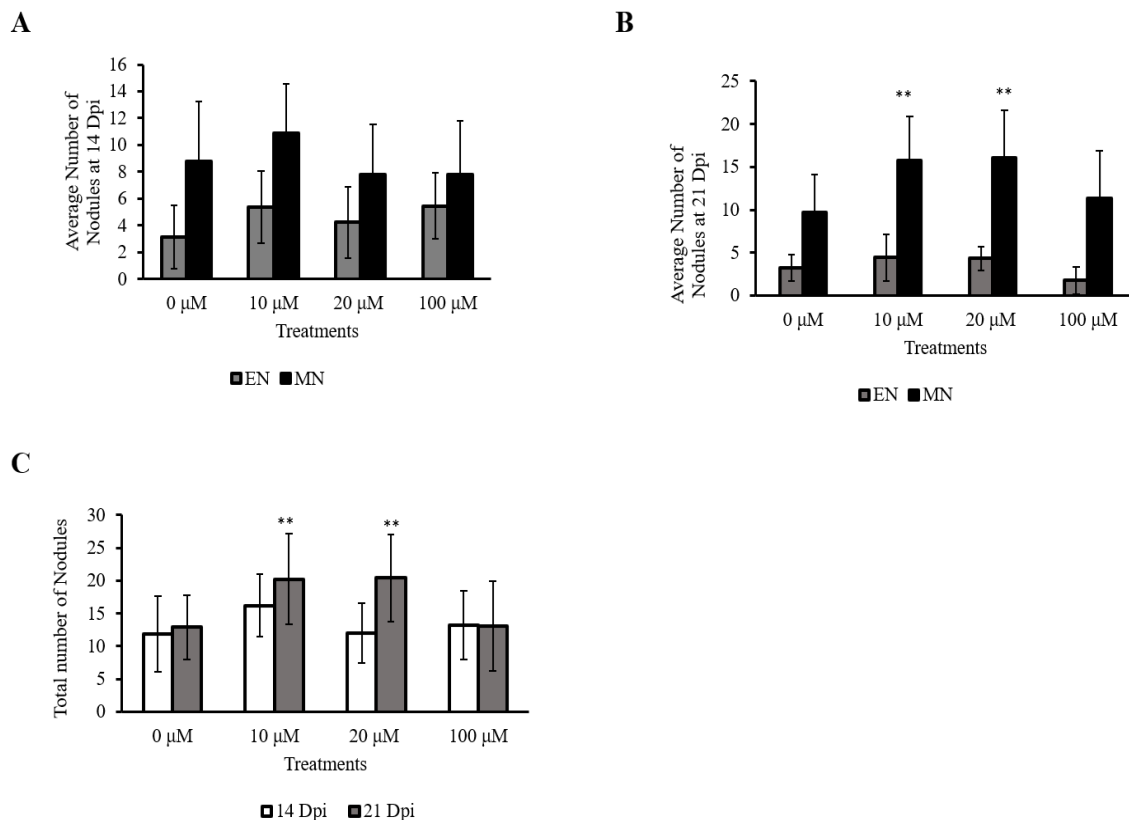 A
Average Number of
Nodules at 14 Dpi
16
14
12
10
8
6
4
2
0
0 μM 10 μM 20 μM 100 μM
Treatments
EN MN
B
Average Number of
Nodules at 21 Dpi
25
20
15
10
5
0
** **
0 μM 10 μM 20 μM 100 μM
Treatments
EN MN
C
Total number of Nodules
30
25
20
15
10
5
0
** **
0 μM 10 μM 20 μM 100 μM
Treatments
14 Dpi 21 Dpi